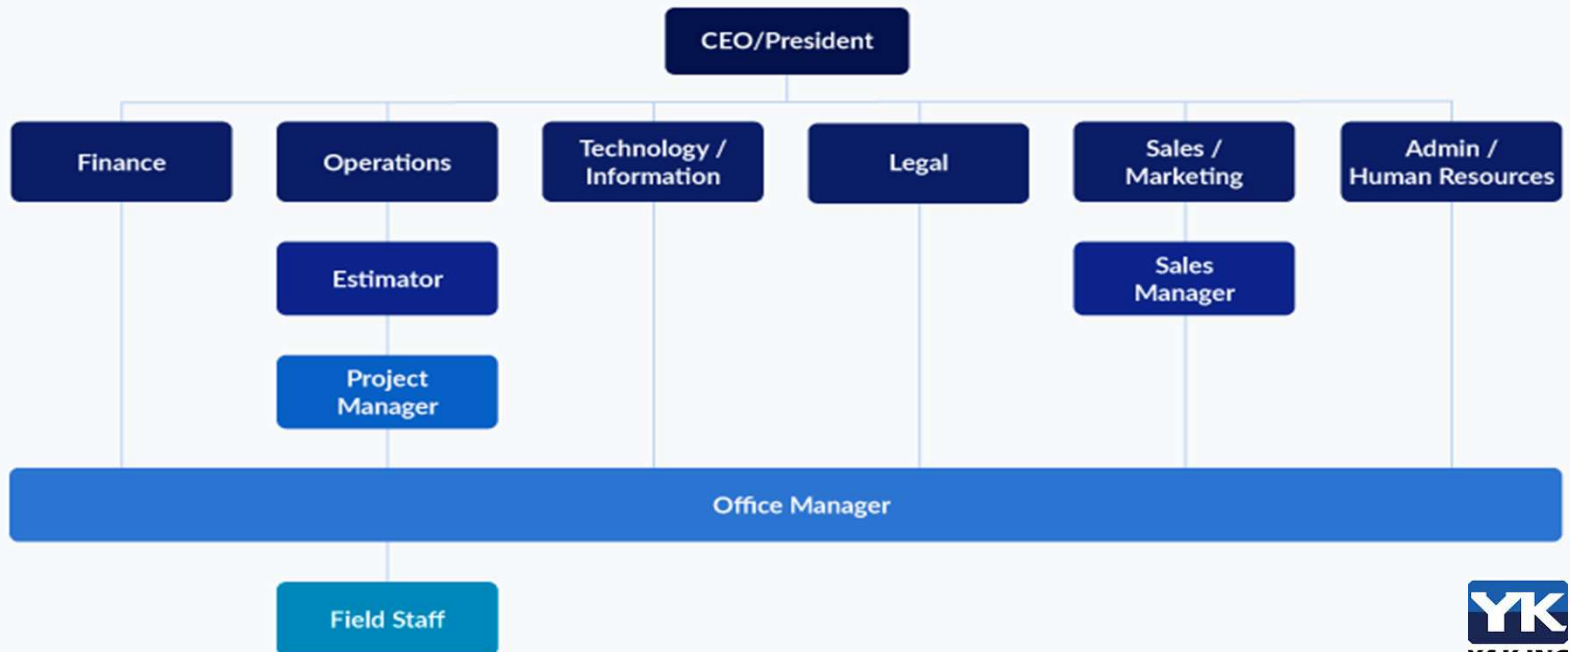 CEO/President
Finance
Operations
Technology /
Information
Legal
Sales /
Marketing
Admin /
Human Resources
Estimator
Sales
Manager
Project
Manager
Office Manager
Field Staff
YK